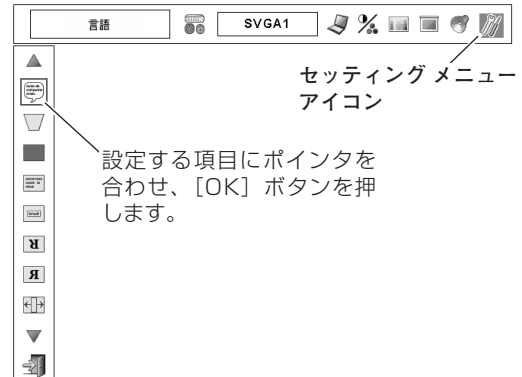 言語
SVGA1
セッティング メニュー
アイコン
設定する項目にポインタを
合わせ、[OK] ボタンを押
します。
R
R